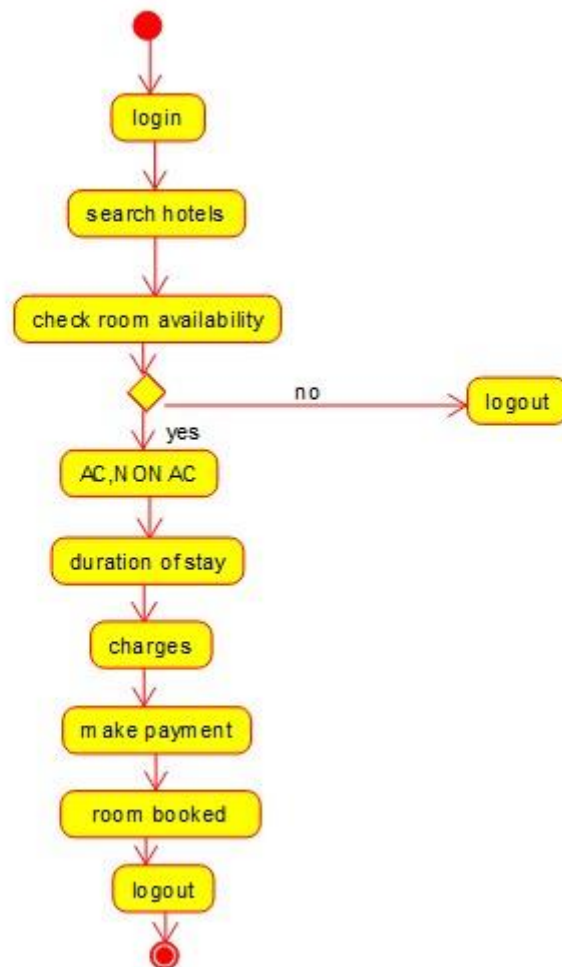 login
search hotels
check room availability
no
logout
yes
AC,NON AC
duration of stay
charges
make payment
room booked
logout